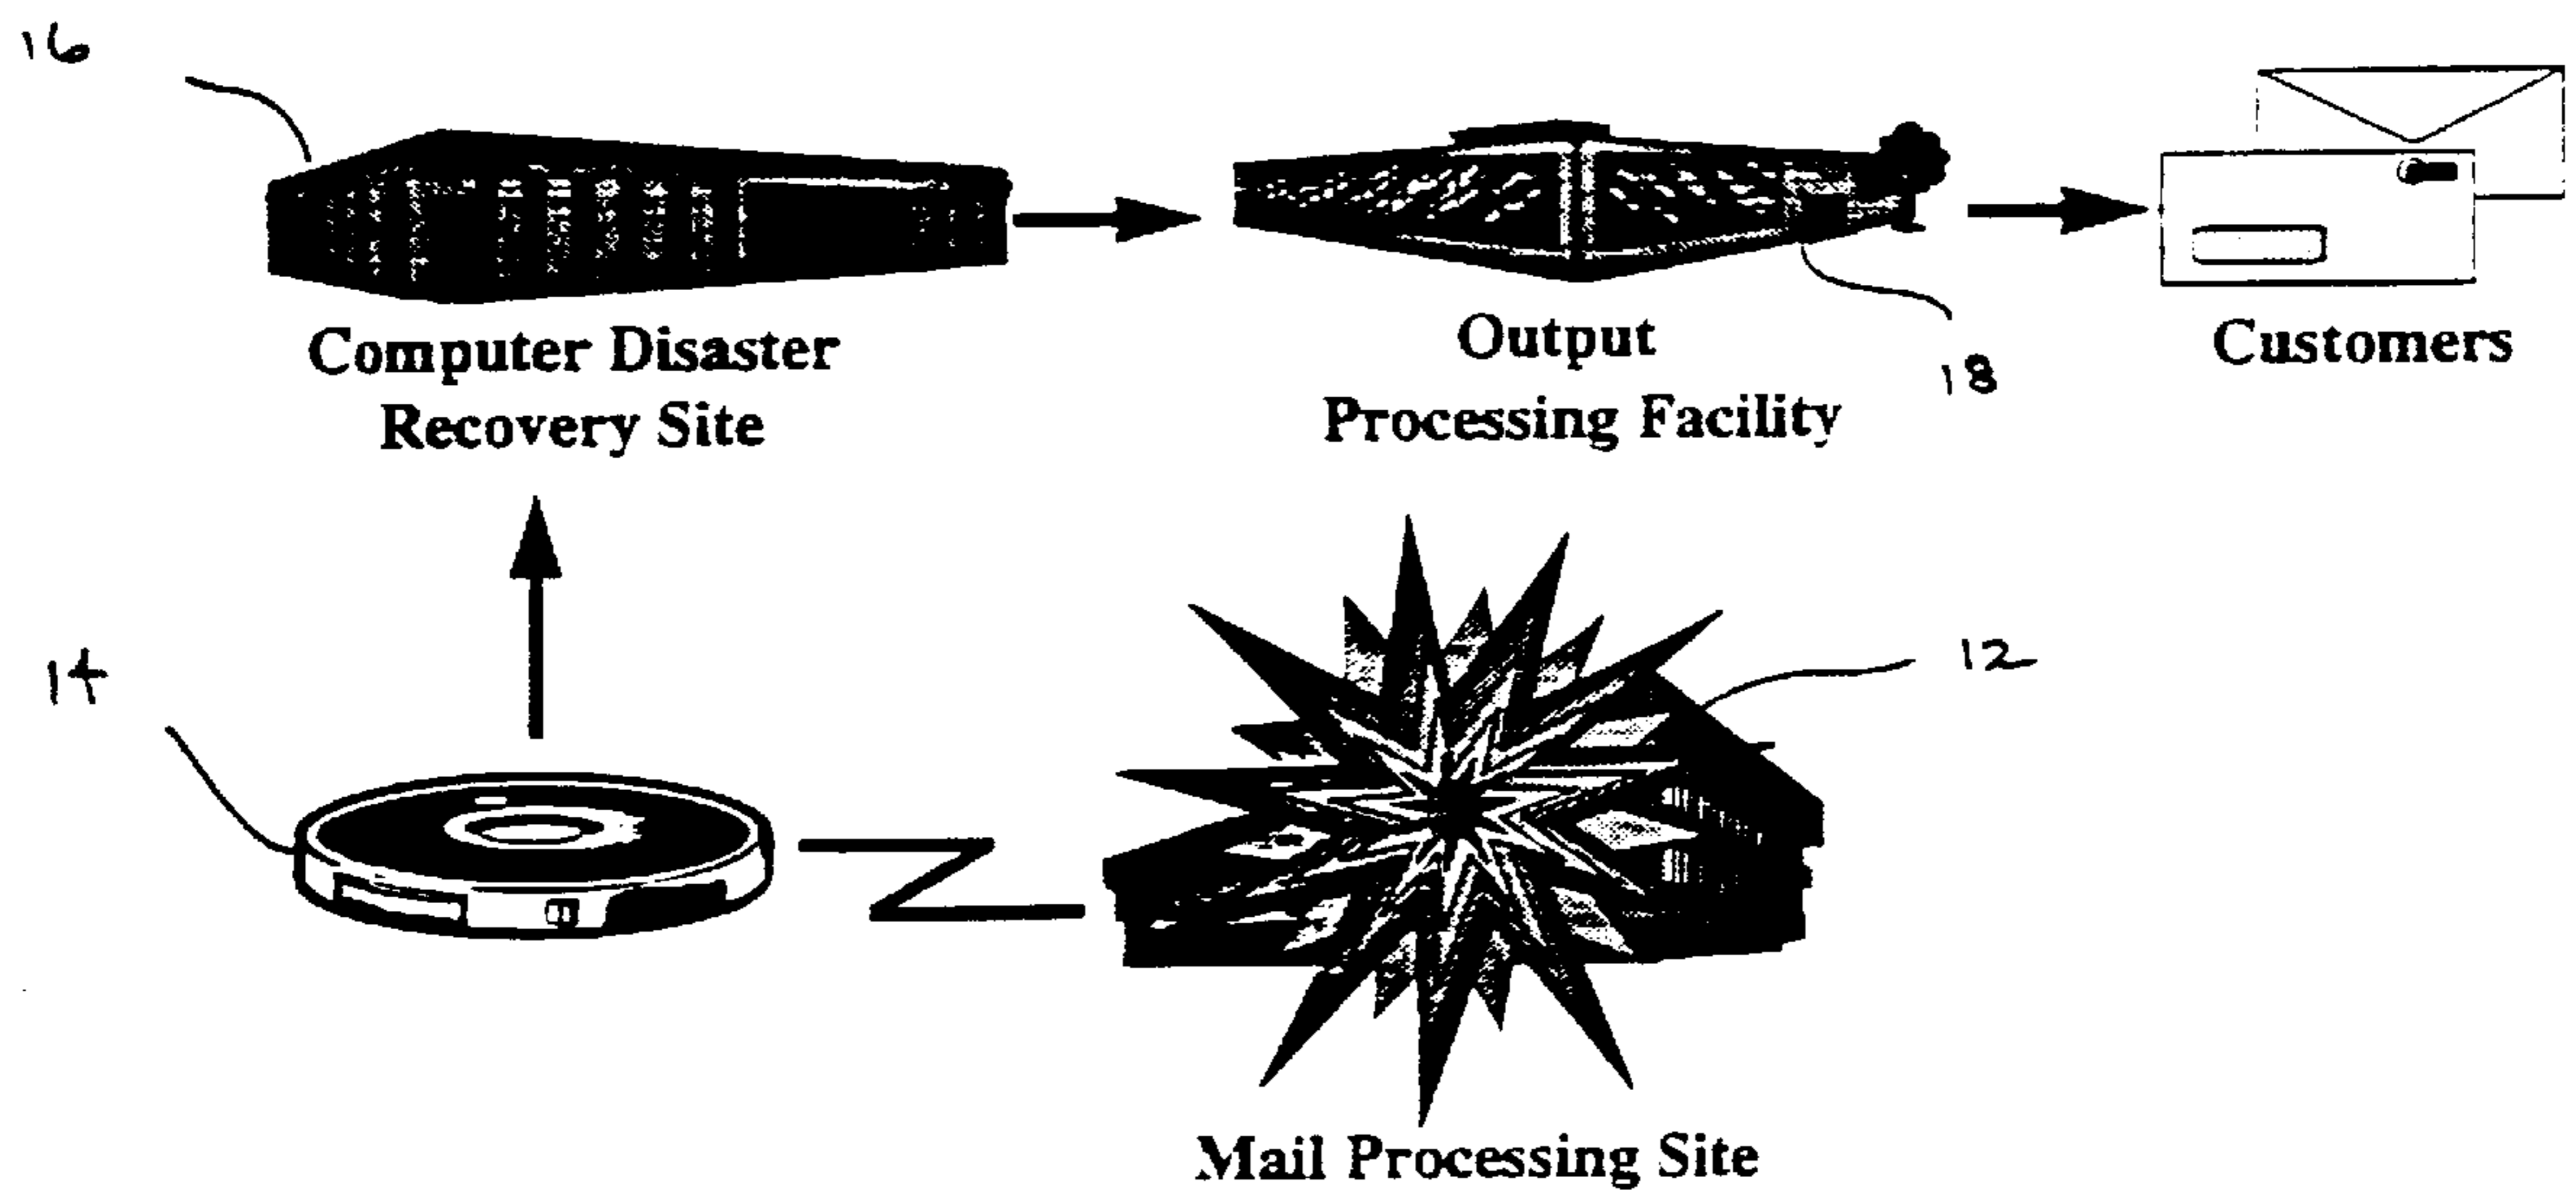 16
Computer Disaster
Recovery Site
Output
Processing Facility
18
Customers
14
12
Mail Processing Site